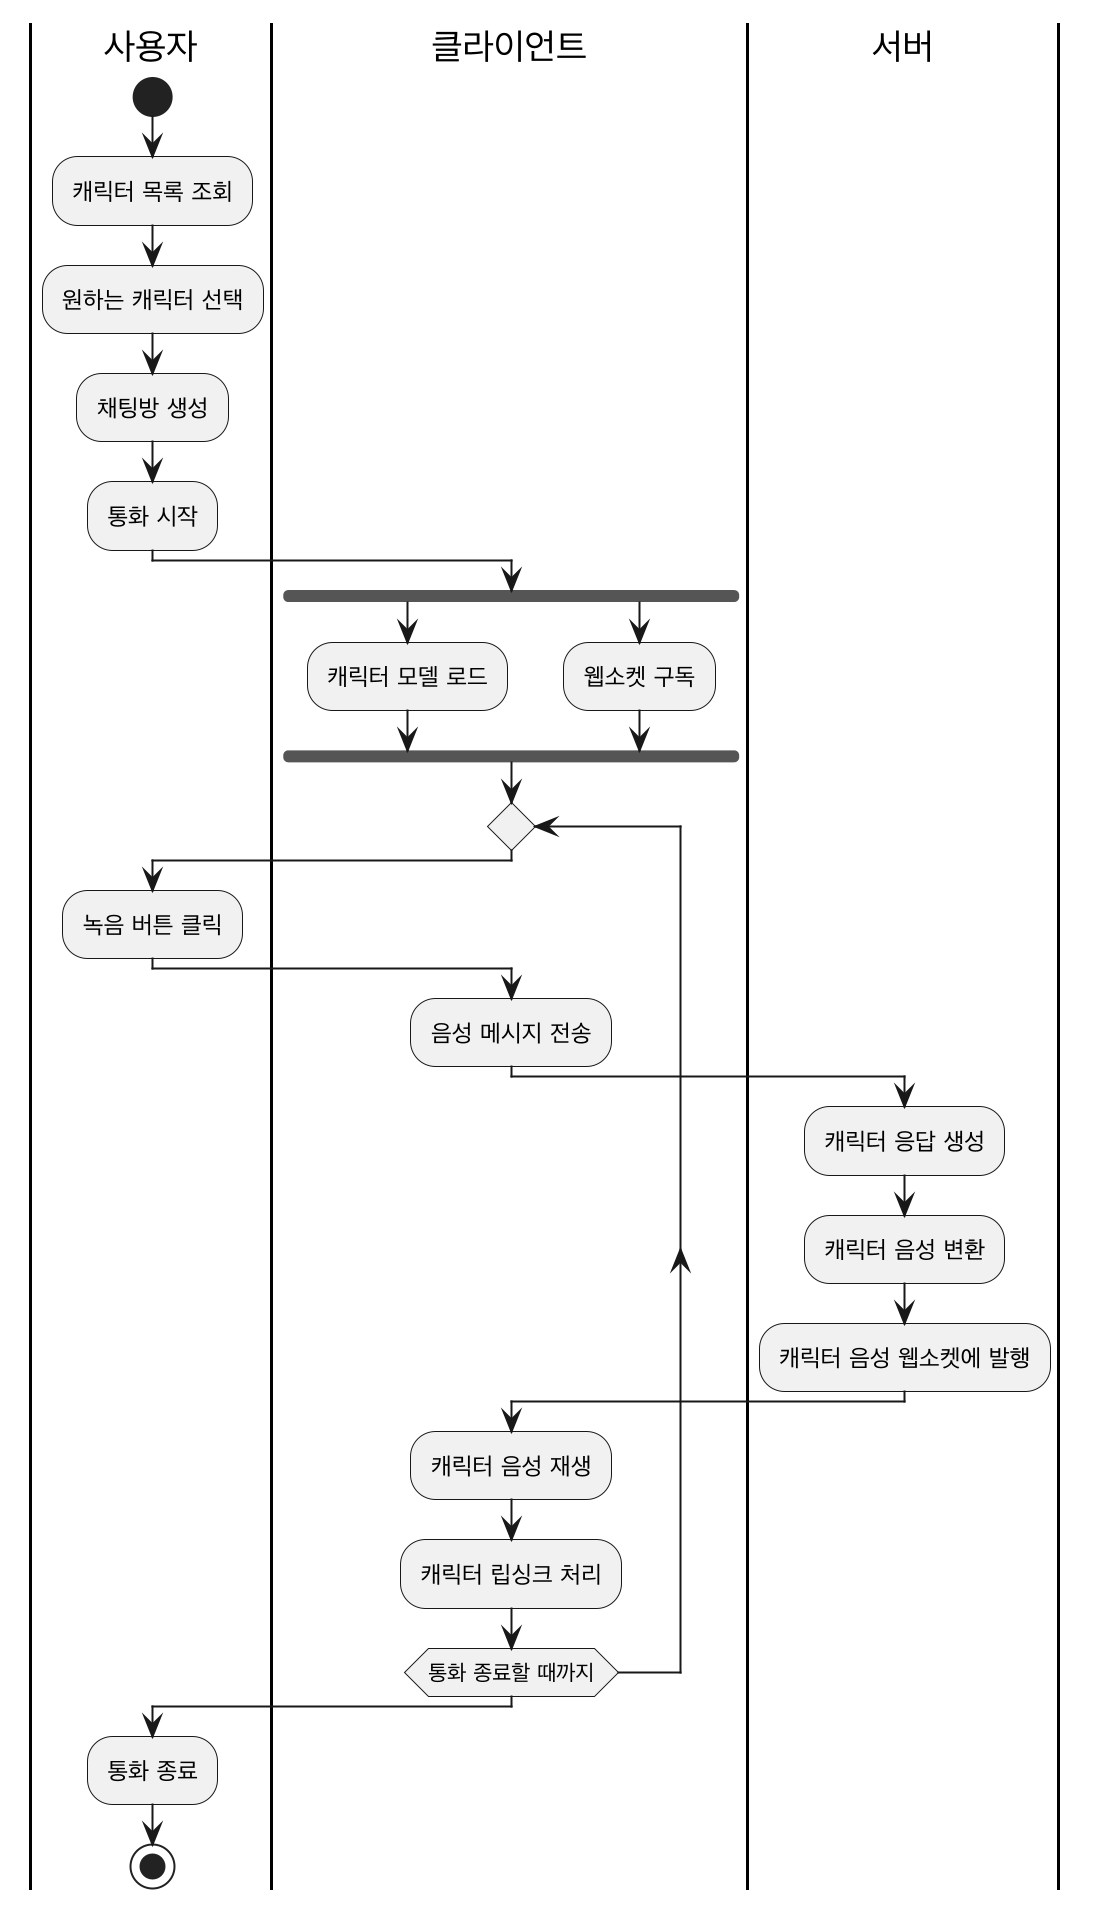 사용자
클라이언트
서버
캐릭터 목록 조회
원하는 캐릭터 선택
채팅방 생성
통화 시작
캐릭터 모델 로드
웹소켓 구독
녹음 버튼 클릭
음성 메시지 전송
캐릭터 응답 생성
캐릭터 음성 변환
캐릭터 음성 웹소켓에 발행
캐릭터 음성 재생
캐릭터 립싱크 처리
통화 종료할 때까지
통화 종료